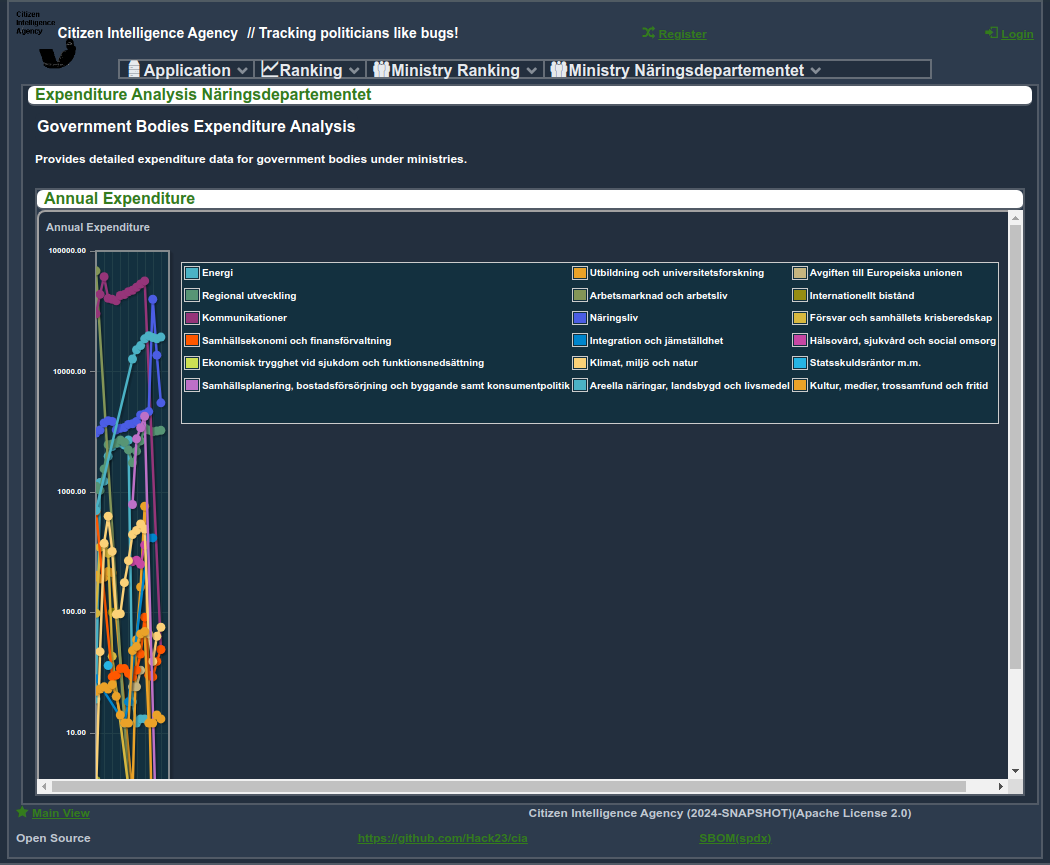 Citizen
Intelligence
Agency
Citizen Intelligence Agency // Tracking politicians like bugs!
Register
Login
Application
Ranking
Ministry Ranking
Ministry Näringsdepartementet
Expenditure Analysis Näringsdepartementet
Government Bodies Expenditure Analysis
Provides detailed expenditure data for government bodies under ministries.
Annual Expenditure
Annual Expenditure
100000.00
10000.00
1000.00
100.00
10.00
Energi
Utbildning och universitetsforskning
Avgiften till Europeiska unionen
Regional utveckling
Arbetsmarknad och arbetsliv
Internationellt bistånd
Kommunikationer
Näringsliv
Försvar och samhällets krisberedskap
Samhällsekonomi och finansförvaltning
Integration och jämställdhet
Hälsovård, sjukvård och social omsorg
Ekonomisk trygghet vid sjukdom och funktionsnedsättning
Klimat, miljö och natur
Statsskuldsräntor m.m.
Samhällsplanering, bostadsförsörjning och byggande samt konsumentpolitik
Areella näringar, landsbygd och livsmedel
Kultur, medier, trossamfund och fritid
Main View
Citizen Intelligence Agency (2024-SNAPSHOT)(Apache License 2.0)
Open Source
https://github.com/Hack23/cia
SBOM(spdx)